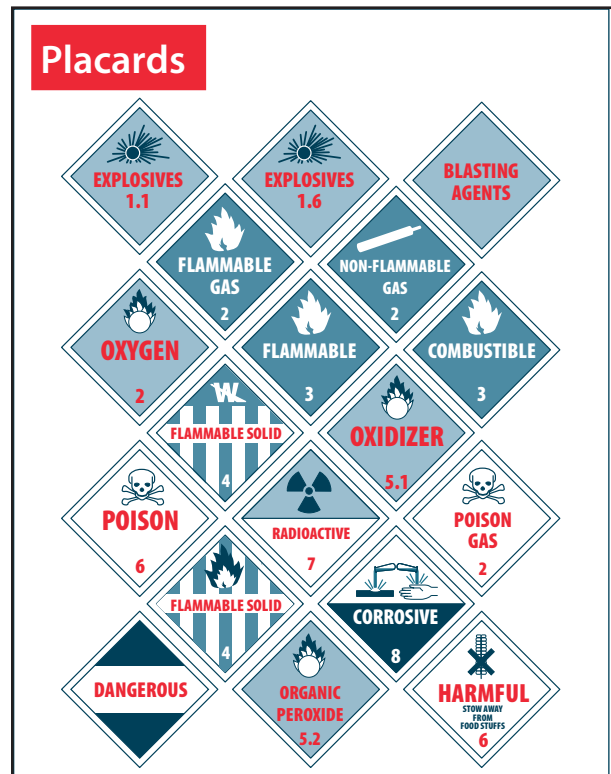 Placards
EXPLOSIVES
1.1
EXPLOSIVES
1.6
BLASTING
AGENTS
FLAMMABLE
GAS
2
NON-FLAMMABLE
GAS
2
OXYGEN
2
FLAMMABLE
3
COMBUSTIBLE
3
W
FLAMMABLE SOLID
4
OXIDIZER
5.1
POISON
6
RADIOACTIVE
7
POISON
GAS
2
FLAMMABLE SOLID
4
CORROSIVE
8
DANGEROUS
ORGANIC
PEROXIDE
5.2
HARMFUL
STOW AWAY
FROM
FOOD STUFFS
6